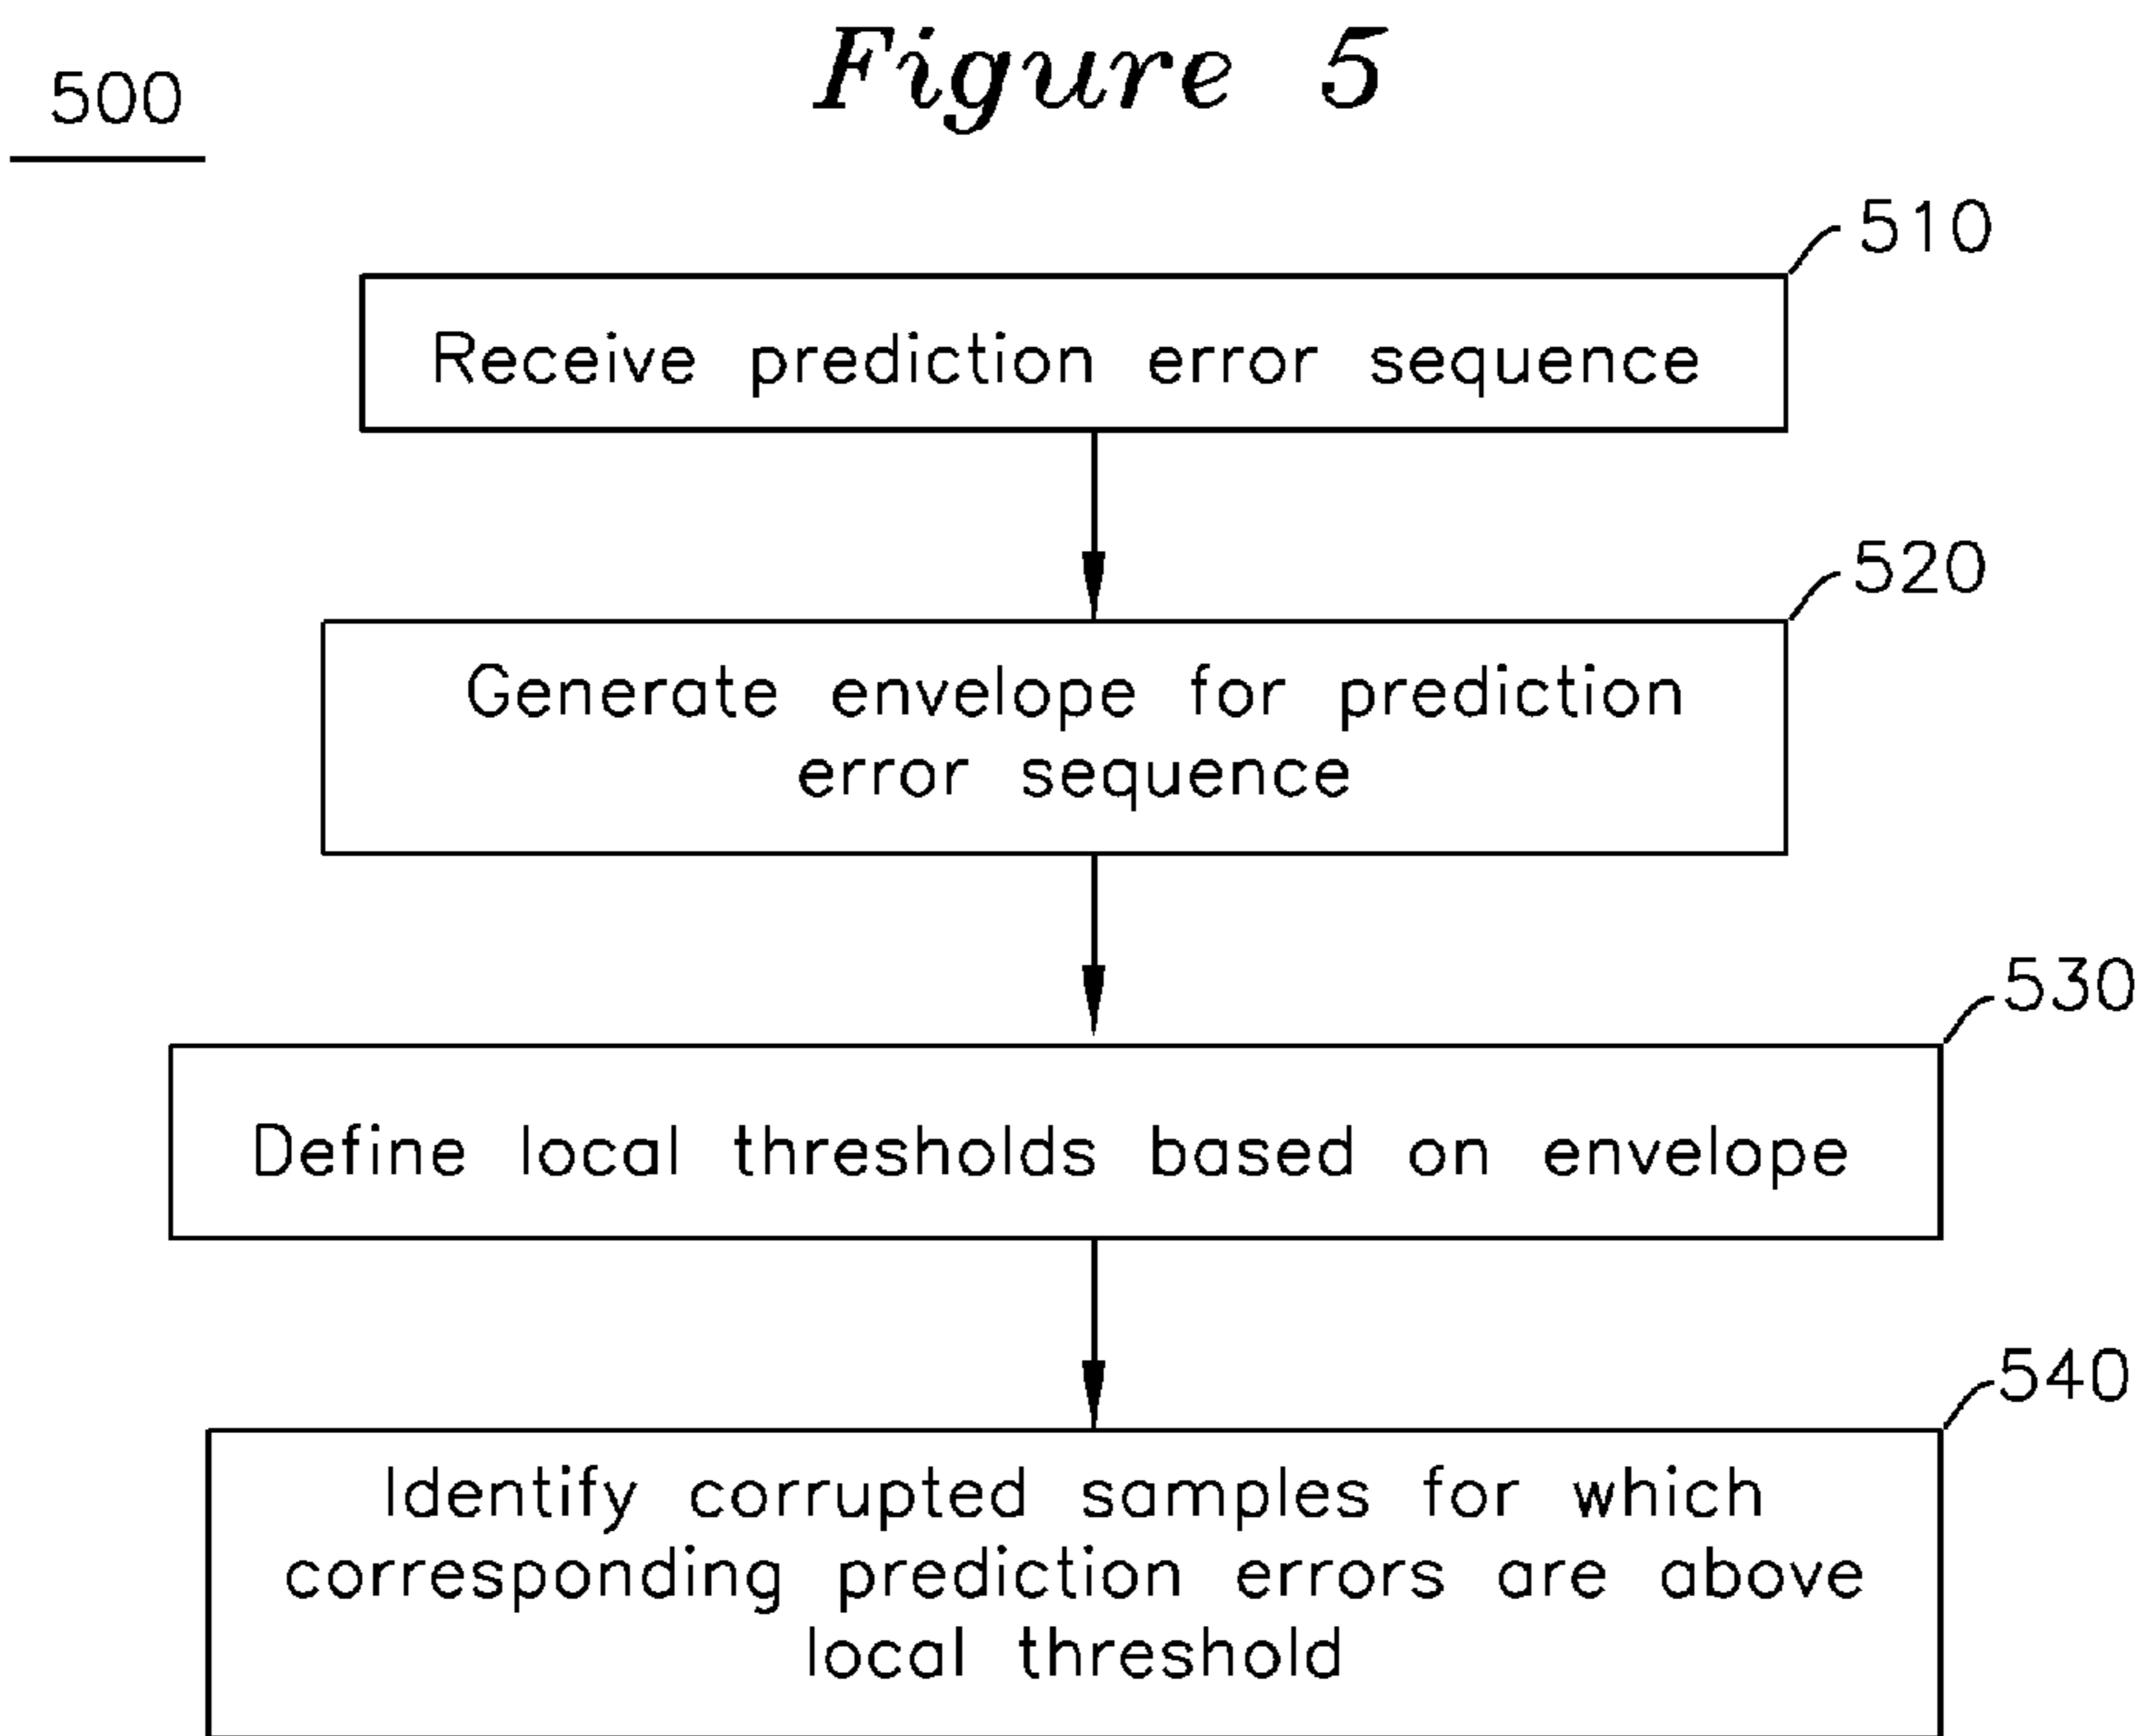 Figure 5
500
510
Receive prediction error sequence
520
Generate envelope for prediction
error sequence
530
Define local thresholds based on envelope
540
Identify corrupted samples for which
corresponding prediction errors are above
local threshold